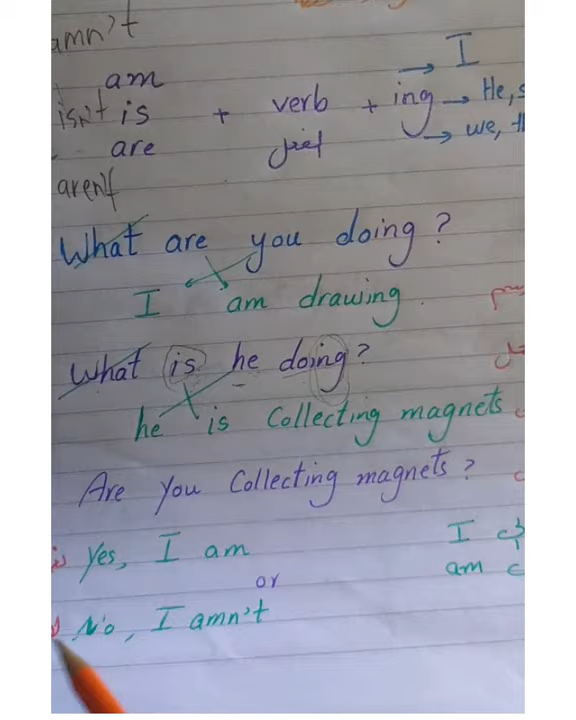 amn't
am → I
isn't is + verb + ing → He,
are فعل → we,
aren't
What are you doing?
I am drawing.
What is he doing?
he is Collecting magnets
Are you Collecting magnets?
Yes, I am I
or am
No, I amn't